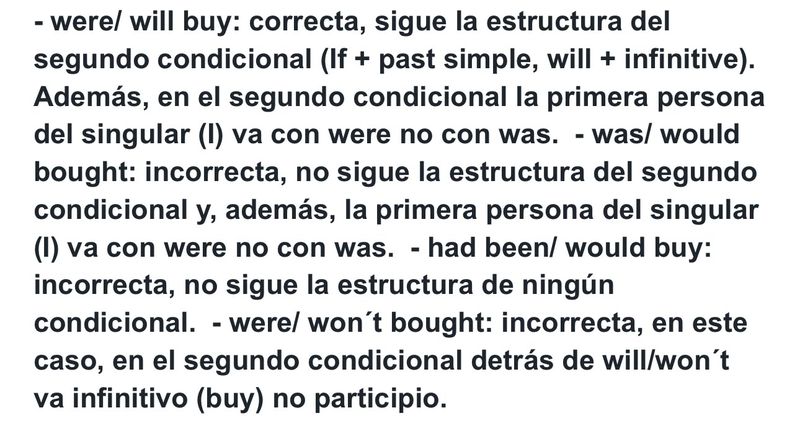 - were/ will buy: correcta, sigue la estructura del
segundo condicional (If + past simple, will + infinitive).
Además, en el segundo condicional la primera persona
del singular (I) va con were no con was.  - was/ would
bought: incorrecta, no sigue la estructura del segundo
condicional y, además, la primera persona del singular
(I) va con were no con was.  - had been/ would buy:
incorrecta, no sigue la estructura de ningún
condicional.  - were/ won´t bought: incorrecta, en este
caso, en el segundo condicional detrás de will/won´t
va infinitivo (buy) no participio.